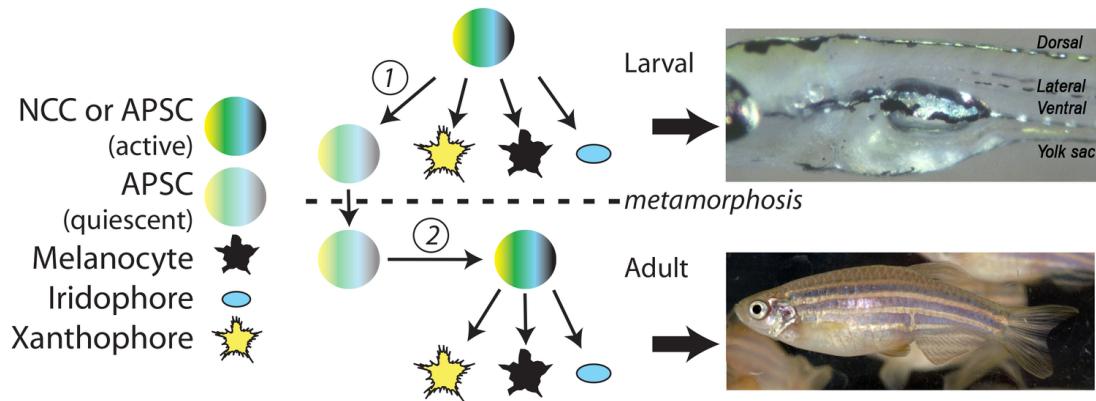 NCC or APSC
(active)
APSC
(quiescent)
Melanocyte
Iridophore
Xanthophore
1
2
Larval
metamorphosis
Adult
Dorsal
Lateral
Ventral
Yolk sac